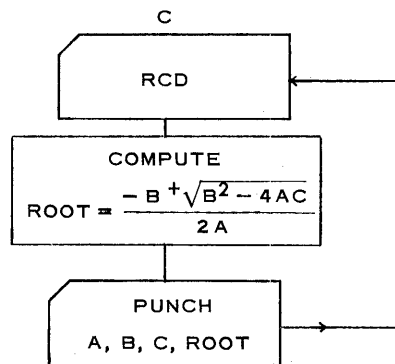 C
RCD
COMPUTE
ROOT = (-B + √(B² - 4AC)) / 2A
PUNCH
A, B, C, ROOT